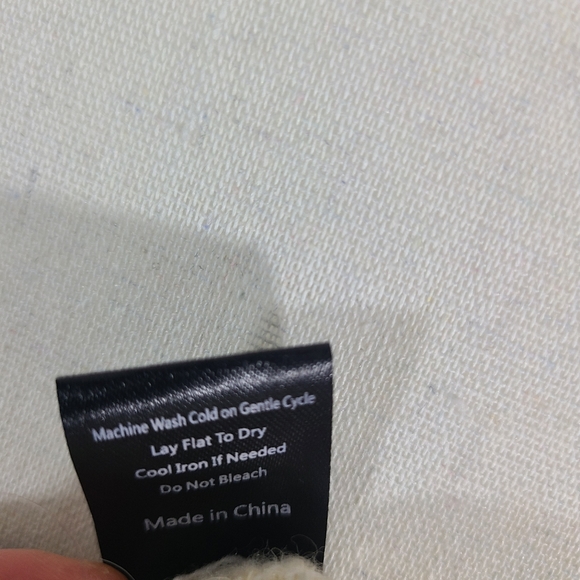 Machine Wash Cold on Gentle Cycle
Lay Flat To Dry
Cool Iron If Needed
Do Not Bleach
Made in China